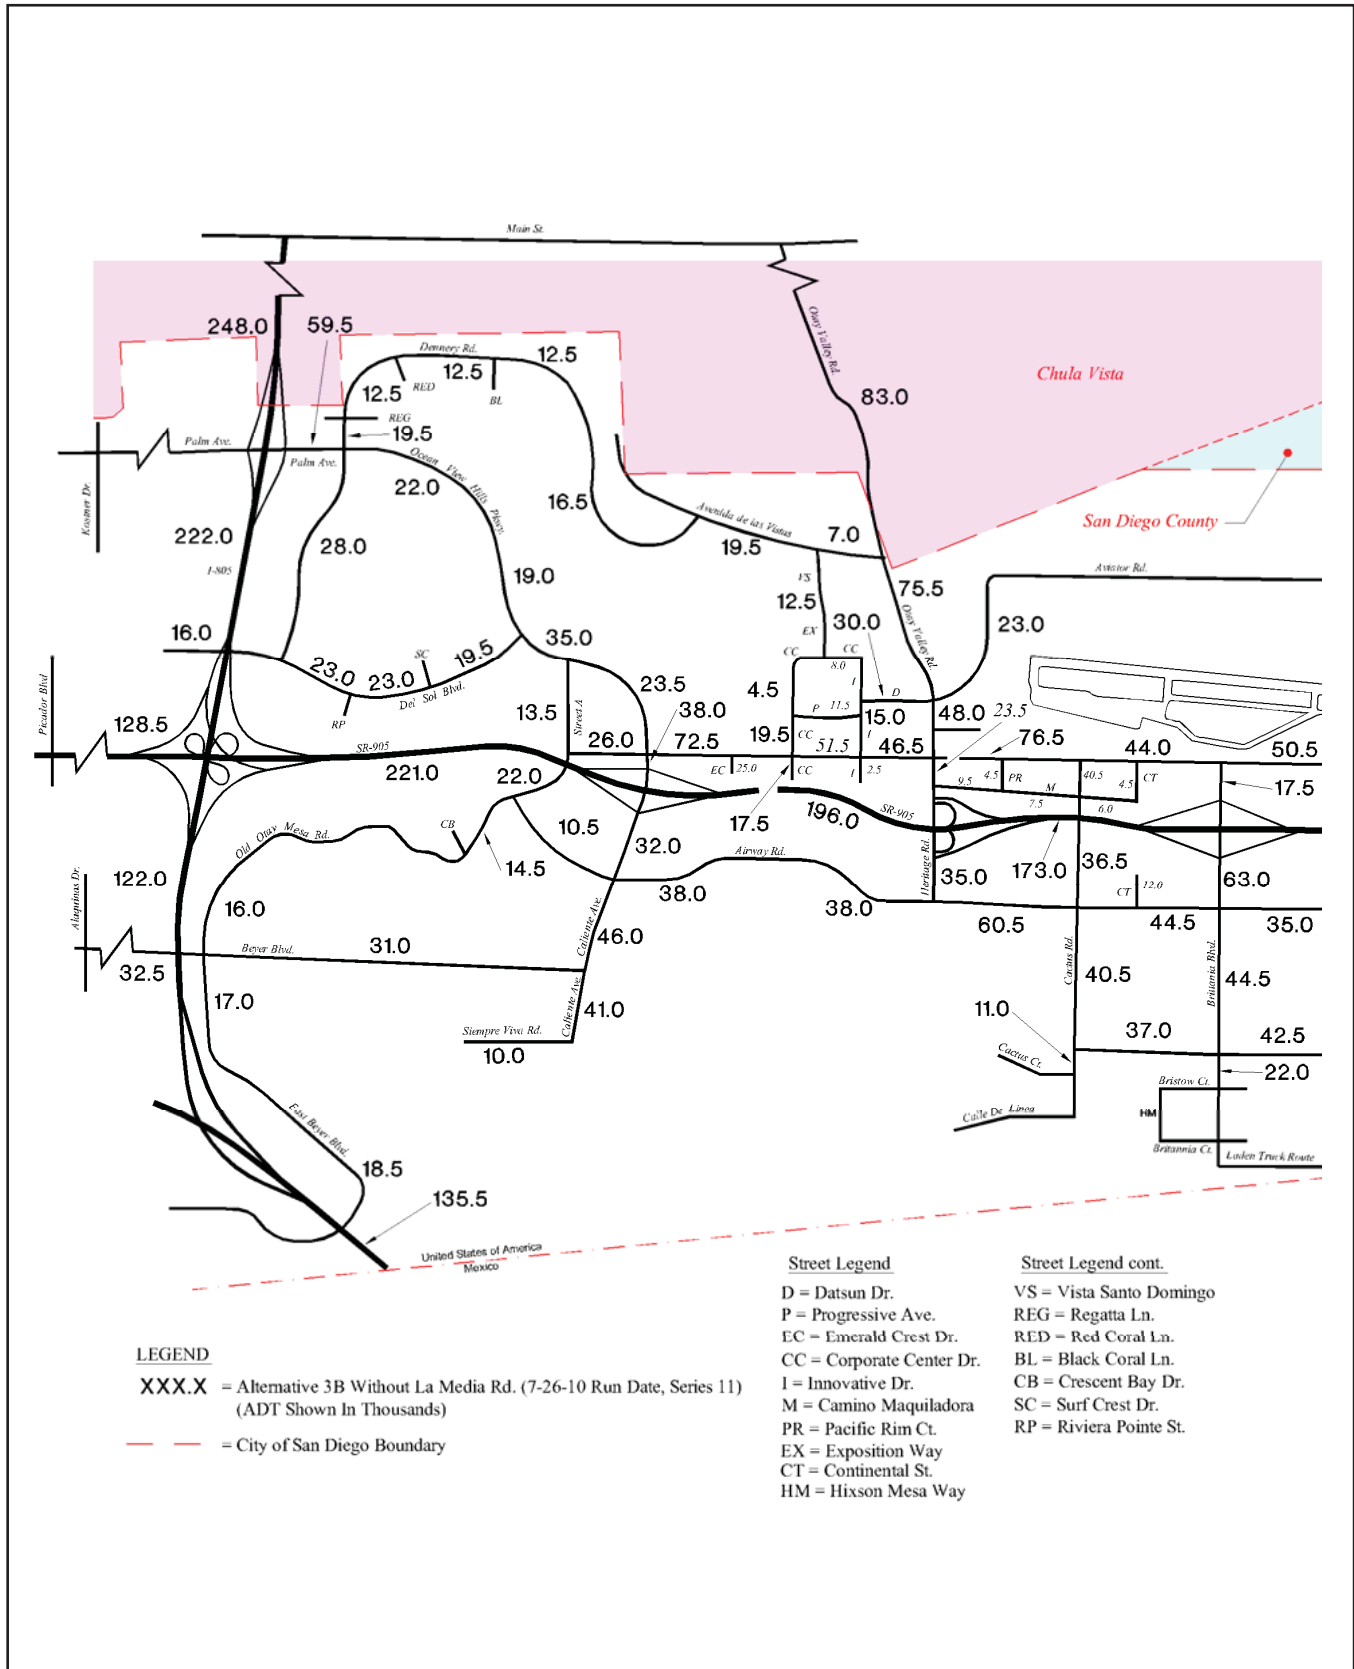 Main St.
248.0
59.5
Dennery Rd.
12.5
12.5
RED
BL
12.5
REG
19.5
Otay Valley Rd.
83.0
Chula Vista
Palm Ave.
Palm Ave.
Ocean View Hills Pkwy.
22.0
16.5
Avenida de las Vistas
19.5
7.0
San Diego County
222.0
I-805
28.0
19.0
VS
12.5
EX
75.5
Otay Valley Rd.
Aviator Rd.
23.0
30.0
16.0
35.0
CC
CC
8.0
I
D
SC
23.0
23.0
19.5
Del Sol Blvd.
RP
23.5
4.5
P
11.5
15.0
48.0
23.5
Picador Blvd
128.5
13.5
Street A
38.0
19.5
CC
I
51.5
46.5
76.5
44.0
50.5
SR-905
221.0
22.0
26.0
72.5
EC
25.0
CC
I
2.5
9.5
4.5
PR
M
40.5
4.5
CT
17.5
7.5
6.0
17.5
196.0
SR-905
CB
Old Otay Mesa Rd.
14.5
10.5
32.0
Airway Rd.
38.0
38.0
Heritage Rd.
35.0
173.0
36.5
CT
12.0
63.0
60.5
44.5
35.0
Alaquinas Dr.
122.0
16.0
Caliente Ave.
46.0
Beyer Blvd.
31.0
32.5
17.0
Caliente Ave.
41.0
Siempre Viva Rd.
10.0
Cactus Rd.
40.5
Britania Blvd.
44.5
11.0
37.0
42.5
Cactus Ct.
22.0
Calle De Linea
Bristow Ct.
HM
Britannia Ct.
Laden Truck Route
East Beyer Blvd.
18.5
135.5
United States of America
Mexico
Street Legend
D = Datsun Dr.
P = Progressive Ave.
EC = Emerald Crest Dr.
CC = Corporate Center Dr.
I = Innovative Dr.
M = Camino Maquiladora
PR = Pacific Rim Ct.
EX = Exposition Way
CT = Continental St.
HM = Hixson Mesa Way
Street Legend cont.
VS = Vista Santo Domingo
REG = Regatta Ln.
RED = Red Coral Ln.
BL = Black Coral Ln.
CB = Crescent Bay Dr.
SC = Surf Crest Dr.
RP = Riviera Pointe St.
LEGEND
XXX.X = Alternative 3B Without La Media Rd. (7-26-10 Run Date, Series 11)
(ADT Shown In Thousands)
= City of San Diego Boundary